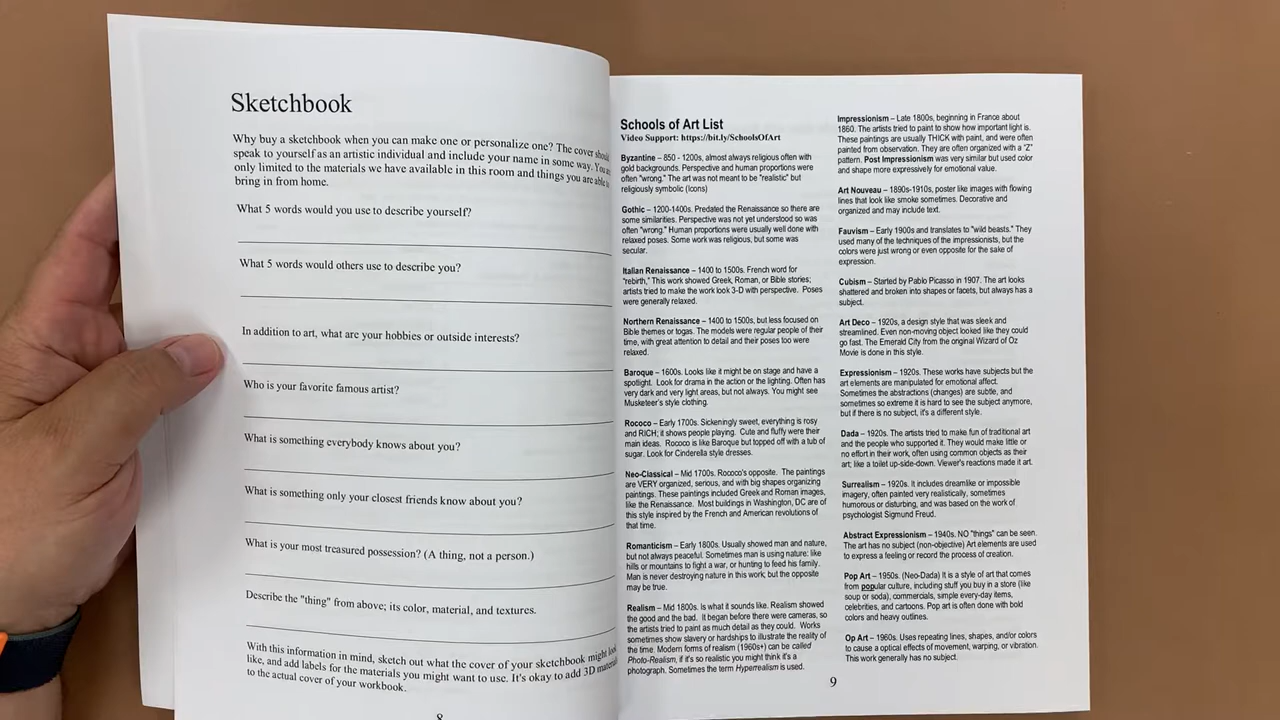 Sketchbook
Why buy a sketchbook when you can make one or personalize one? The cover should
speak to yourself as an artistic individual and include your name in some way. You are
only limited to the materials we have available in this room and things you are able to
bring in from home.
What 5 words would you use to describe yourself?
What 5 words would others use to describe you?
In addition to art, what are your hobbies or outside interests?
Who is your favorite famous artist?
What is something everybody knows about you?
What is something only your closest friends know about you?
What is your most treasured possession? (A thing, not a person.)
Describe the "thing" from above; its color, material, and textures.
With this information in mind, sketch out what the cover of your sketchbook might look
like, and add labels for the materials you might want to use. It's okay to add 3D materials
to the actual cover of your workbook.
8
Schools of Art List
Video Support: https://bit.ly/SchoolsOfArt
Byzantine – 850 - 1200s, almost always religious often with
gold backgrounds. Perspective and human proportions were
often "wrong." The art was not meant to be "realistic" but
religiously symbolic (Icons)
Gothic – 1200-1400s. Predated the Renaissance so there are
some similarities. Perspective was not yet understood so was
often "wrong." Human proportions were usually well done with
relaxed poses. Some work was religious, but some was
secular.
Italian Renaissance – 1400 to 1500s. French word for
"rebirth," This work showed Greek, Roman, or Bible stories;
artists tried to make the work look 3-D with perspective. Poses
were generally relaxed.
Northern Renaissance – 1400 to 1500s, but less focused on
Bible themes or togas. The models were regular people of their
time, with great attention to detail and their poses too were
relaxed.
Baroque – 1600s. Looks like it might be on stage and have a
spotlight. Look for drama in the action or the lighting. Often has
very dark and very light areas, but not always. You might see
Musketeer's style clothing.
Rococo – Early 1700s. Sickeningly sweet, everything is rosy
and RICH; it shows people playing. Cute and fluffy were their
main ideas. Rococo is like Baroque but topped off with a tub of
sugar. Look for Cinderella style dresses.
Neo-Classical – Mid 1700s. Rococo's opposite. The paintings
are VERY organized, serious, and with big shapes organizing
paintings. These paintings included Greek and Roman images,
like the Renaissance. Most buildings in Washington, DC are of
this style inspired by the French and American revolutions of
that time.
Romanticism – Early 1800s. Usually showed man and nature,
but not always peaceful. Sometimes man is using nature: like
hills or mountains to fight a war, or hunting to feed his family.
Man is never destroying nature in this work; but the opposite
may be true.
Realism – Mid 1800s. Is what it sounds like. Realism showed
the good and the bad. It began before there were cameras, so
the artists tried to paint as much detail as they could. Works
sometimes show slavery or hardships to illustrate the reality of
the time. Modern forms of realism (1960s+) can be called
Photo-Realism, if it's so realistic you might think it's a
photograph. Sometimes the term Hyperrealism is used.
Impressionism – Late 1800s, beginning in France about
1860. The artists tried to paint to show how important light is.
These paintings are usually THICK with paint, and were often
painted from observation. They are often organized with a "Z"
pattern. Post Impressionism was very similar but used color
and shape more expressively for emotional value.
Art Nouveau – 1890s-1910s, poster like images with flowing
lines that look like smoke sometimes. Decorative and
organized and may include text.
Fauvism – Early 1900s and translates to "wild beasts." They
used many of the techniques of the impressionists, but the
colors were just wrong or even opposite for the sake of
expression.
Cubism – Started by Pablo Picasso in 1907. The art looks
shattered and broken into shapes or facets, but always has a
subject.
Art Deco – 1920s, a design style that was sleek and
streamlined. Even non-moving object looked like they could
go fast. The Emerald City from the original Wizard of Oz
Movie is done in this style.
Expressionism – 1920s. These works have subjects but the
art elements are manipulated for emotional affect.
Sometimes the abstractions (changes) are subtle, and
sometimes so extreme it is hard to see the subject anymore,
but if there is no subject, it's a different style.
Dada – 1920s. The artists tried to make fun of traditional art
and the people who supported it. They would make little or
no effort in their work, often using common objects as their
art; like a toilet up-side-down. Viewer's reactions made it art.
Surrealism – 1920s. It includes dreamlike or impossible
imagery, often painted very realistically, sometimes
humorous or disturbing, and was based on the work of
psychologist Sigmund Freud.
Abstract Expressionism – 1940s. NO "things" can be seen.
The art has no subject (non-objective) Art elements are used
to express a feeling or record the process of creation.
Pop Art – 1950s. (Neo-Dada) It is a style of art that comes
from popular culture, including stuff you buy in a store (like
soup or soda), commercials, simple every-day items,
celebrities, and cartoons. Pop art is often done with bold
colors and heavy outlines.
Op Art – 1960s. Uses repeating lines, shapes, and/or colors
to cause a optical effects of movement, warping, or vibration.
This work generally has no subject.
9